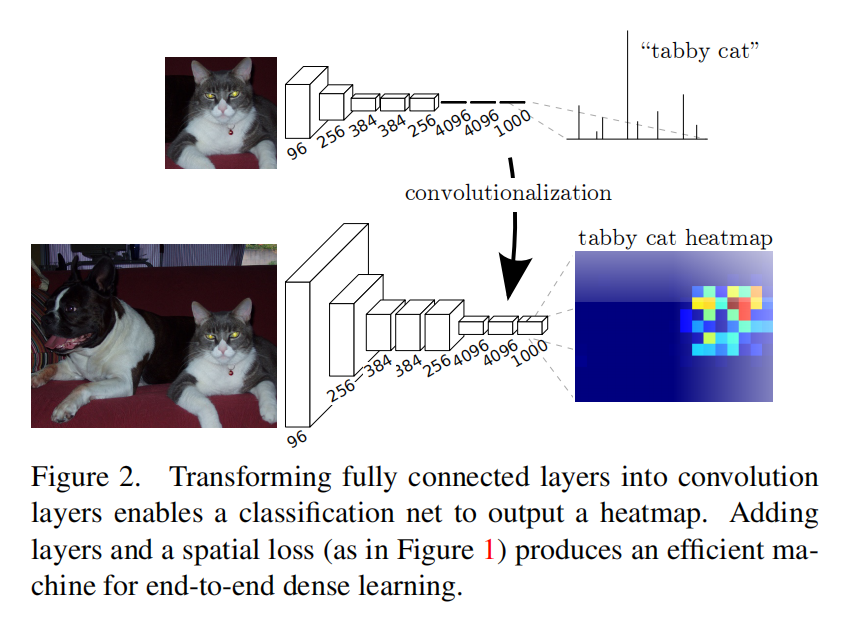 “tabby cat”
96
256
384
384
256
4096
4096
1000
convolutionalization
tabby cat heatmap
96
256
384
384
256
4096
4096
1000
Figure 2. Transforming fully connected layers into convolution
layers enables a classification net to output a heatmap. Adding
layers and a spatial loss (as in Figure 1) produces an efficient ma-
chine for end-to-end dense learning.